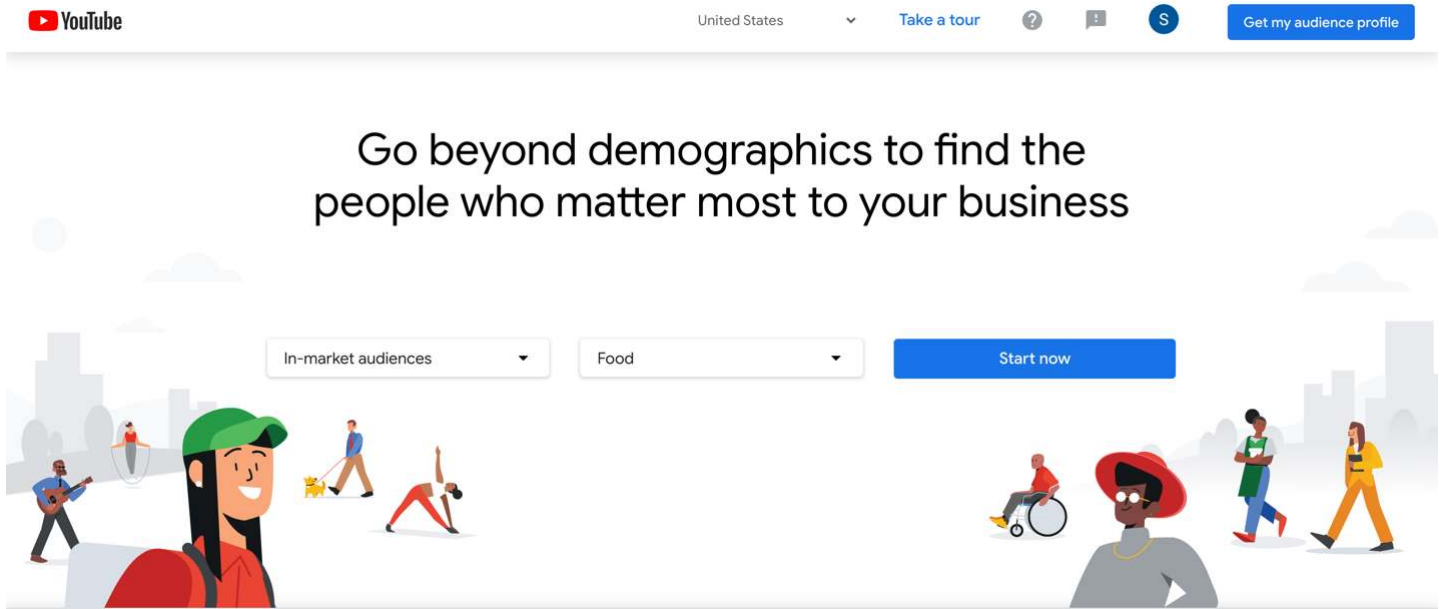 YouTube
United States
Take a tour
?
!
S
Get my audience profile
Go beyond demographics to find the
people who matter most to your business
In-market audiences
Food
Start now